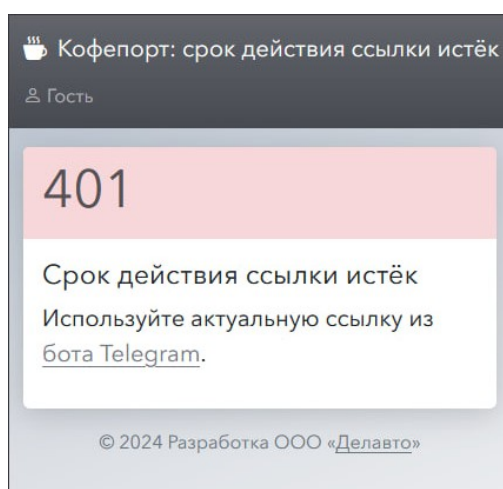 Кофепорт: срок действия ссылки истёк
Гость
401
Срок действия ссылки истёк
Используйте актуальную ссылку из
бота Telegram.
© 2024 Разработка ООО «Делавто»